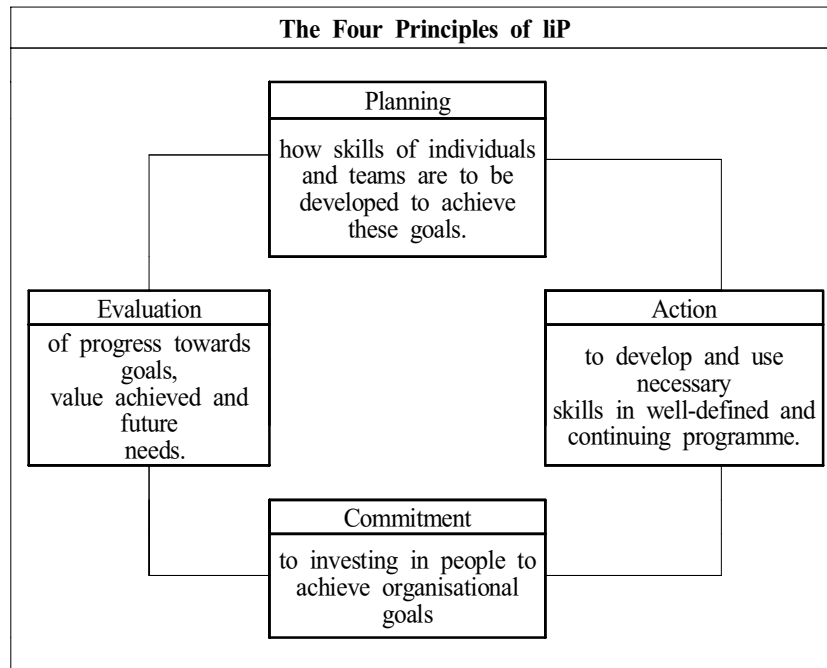 The Four Principles of liP
Planning
how skills of individuals
and teams are to be
developed to achieve
these goals.
Evaluation
of progress towards
goals,
value achieved and
future
needs.
Action
to develop and use
necessary
skills in well-defined and
continuing programme.
Commitment
to investing in people to
achieve organisational
goals